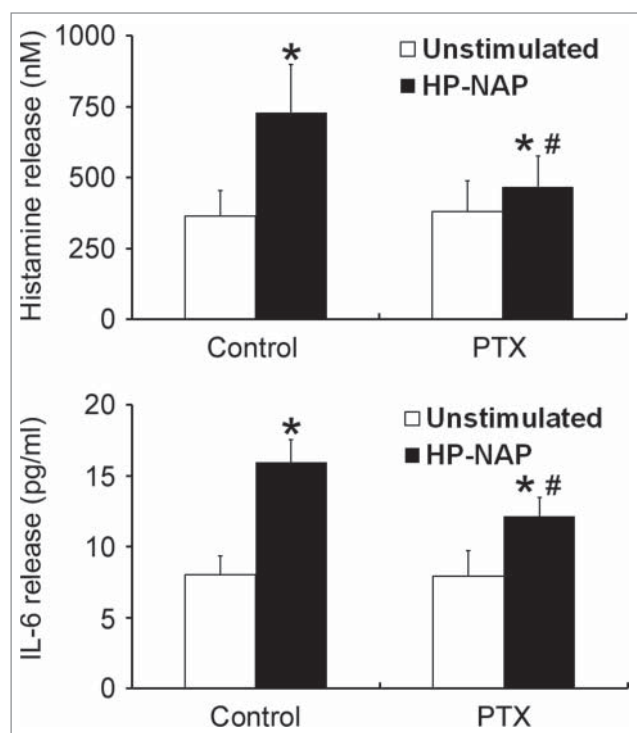 Histamine release (nM)
1000
750
500
250
0
Unstimulated
HP-NAP
*
* #
Control
PTX
IL-6 release (pg/ml)
20
15
10
5
0
Unstimulated
HP-NAP
*
* #
Control
PTX